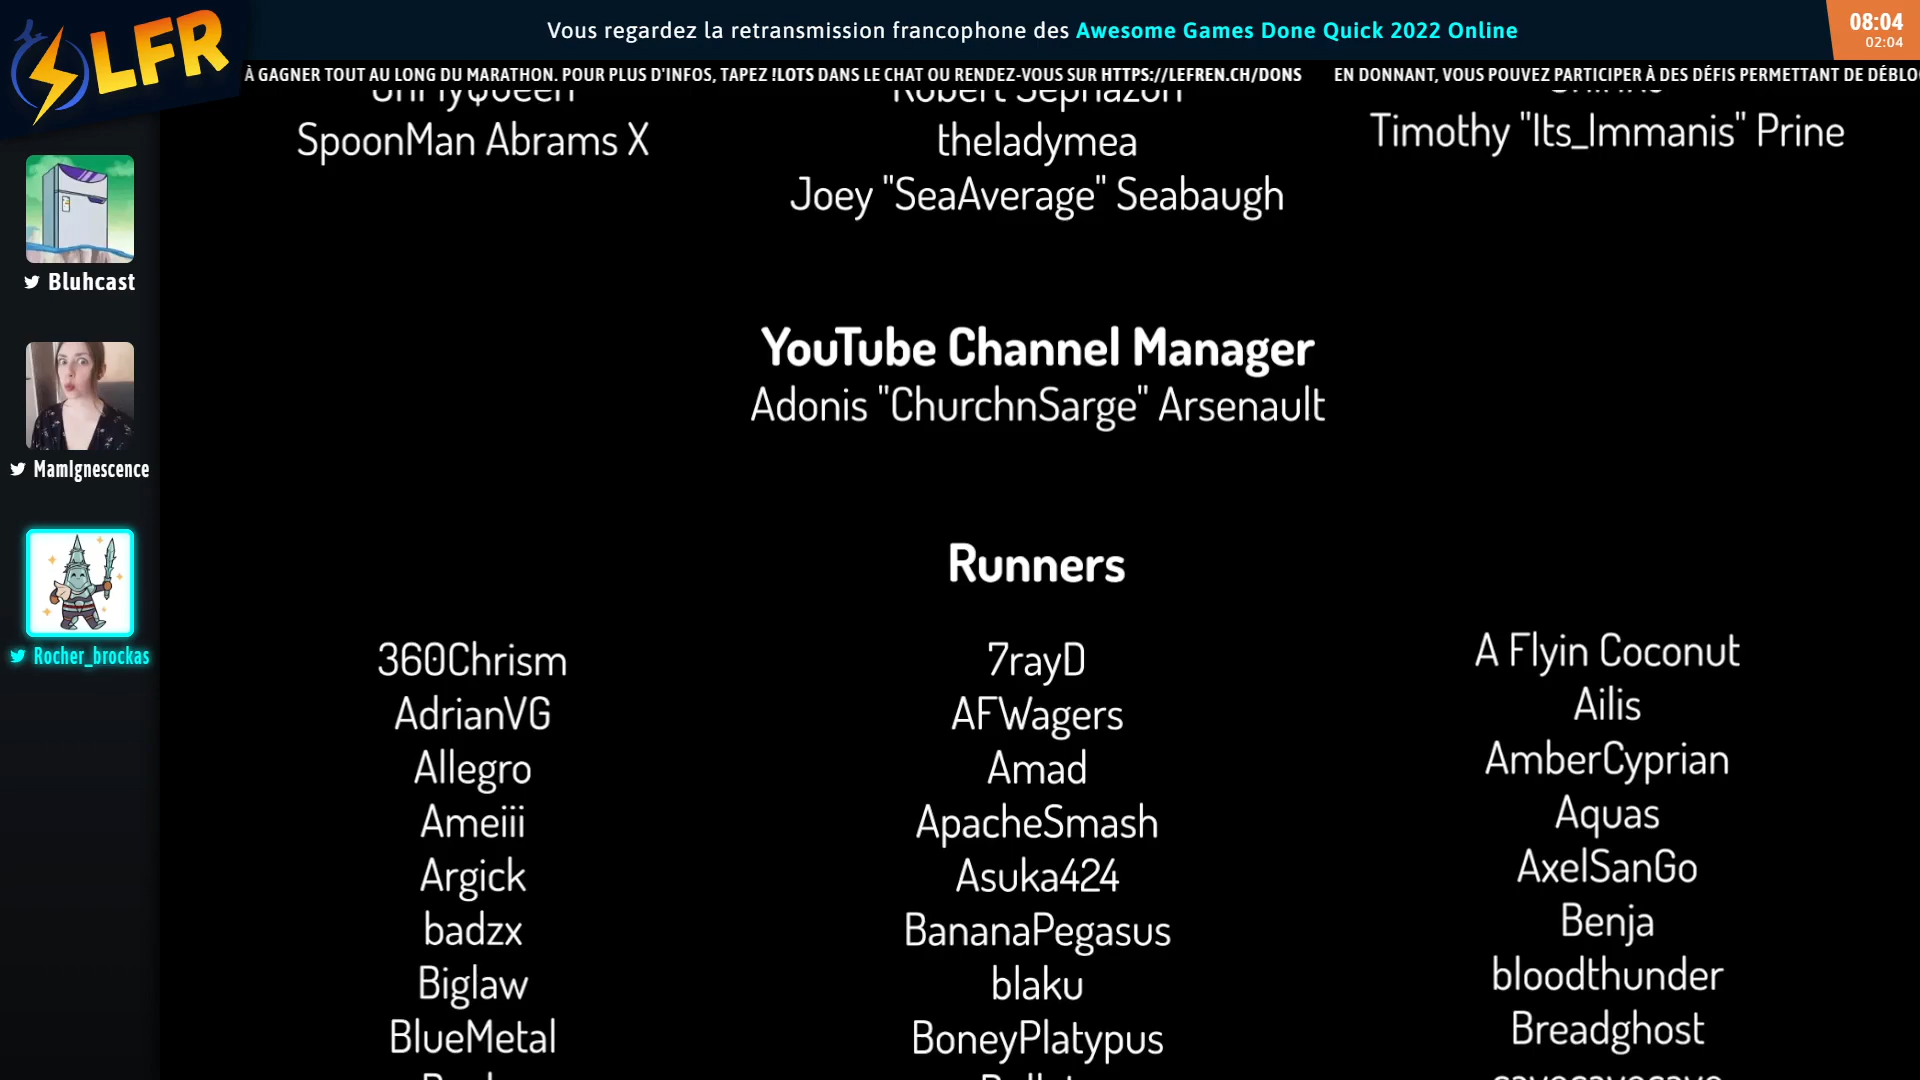 LFR
Vous regardez la retransmission francophone des Awesome Games Done Quick 2022 Online
08:04
02:04
À GAGNER TOUT AU LONG DU MARATHON. POUR PLUS D'INFOS, TAPEZ !LOTS DANS LE CHAT OU RENDEZ-VOUS SUR HTTPS://LEFREN.CH/DONS EN DONNANT, VOUS POUVEZ PARTICIPER À DES DÉFIS PERMETTANT DE
SpoonMan Abrams X
theladymea
Joey "SeaAverage" Seabaugh
Timothy "Its_Immanis" Prine
Bluhcast
MamIgnescence
Rocher_brockas
YouTube Channel Manager
Adonis "ChurchnSarge" Arsenault
Runners
360Chrism
AdrianVG
Allegro
Ameiii
Argick
badzx
Biglaw
BlueMetal
7rayD
AFWagers
Amad
ApacheSmash
Asuka424
BananaPegasus
blaku
BoneyPlatypus
A Flyin Coconut
Ailis
AmberCyprian
Aquas
AxelSanGo
Benja
bloodthunder
Breadghost